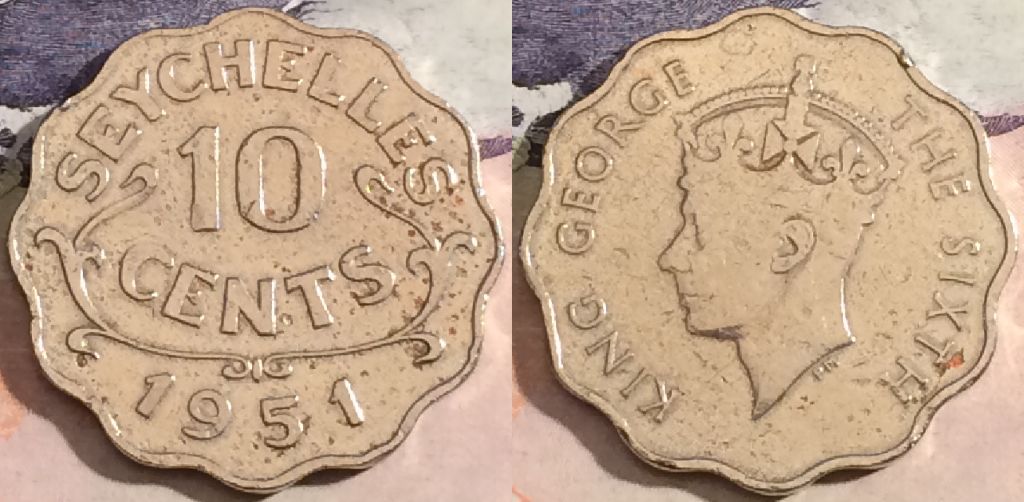 SEYCHELLES
10
CENTS
1951
KING GEORGE THE SIXTH